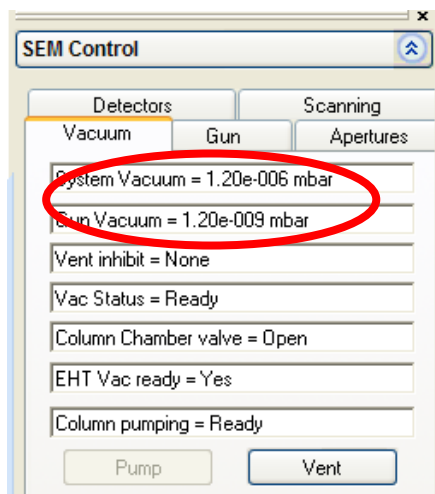 x
SEM Control
Detectors Scanning
Vacuum Gun Apertures
System Vacuum = 1.20e-006 mbar
Gun Vacuum = 1.20e-009 mbar
Vent inhibit = None
Vac Status = Ready
Column Chamber valve = Open
EHT Vac ready = Yes
Column pumping = Ready
Pump Vent